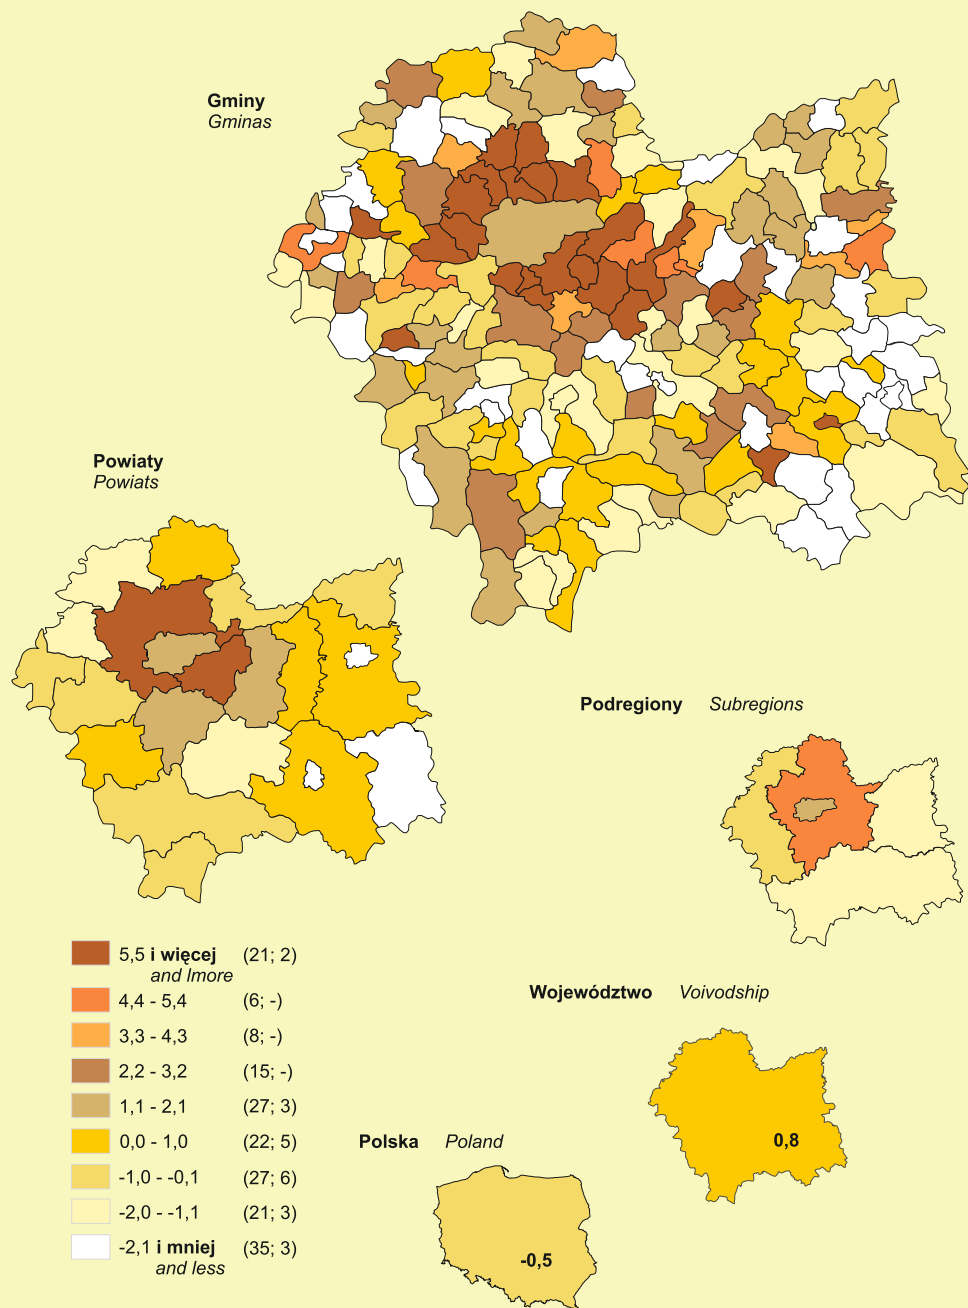 Gminy
Gminas
Powiaty
Powiats
Podregiony Subregions
5,5 i więcej (21; 2)
and lmore
4,4 - 5,4 (6; -)
3,3 - 4,3 (8; -)
2,2 - 3,2 (15; -)
1,1 - 2,1 (27; 3)
0,0 - 1,0 (22; 5)
-1,0 - -0,1 (27; 6)
-2,0 - -1,1 (21; 3)
-2,1 i mniej (35; 3)
and less
Województwo Voivodship
0,8
Polska Poland
-0,5